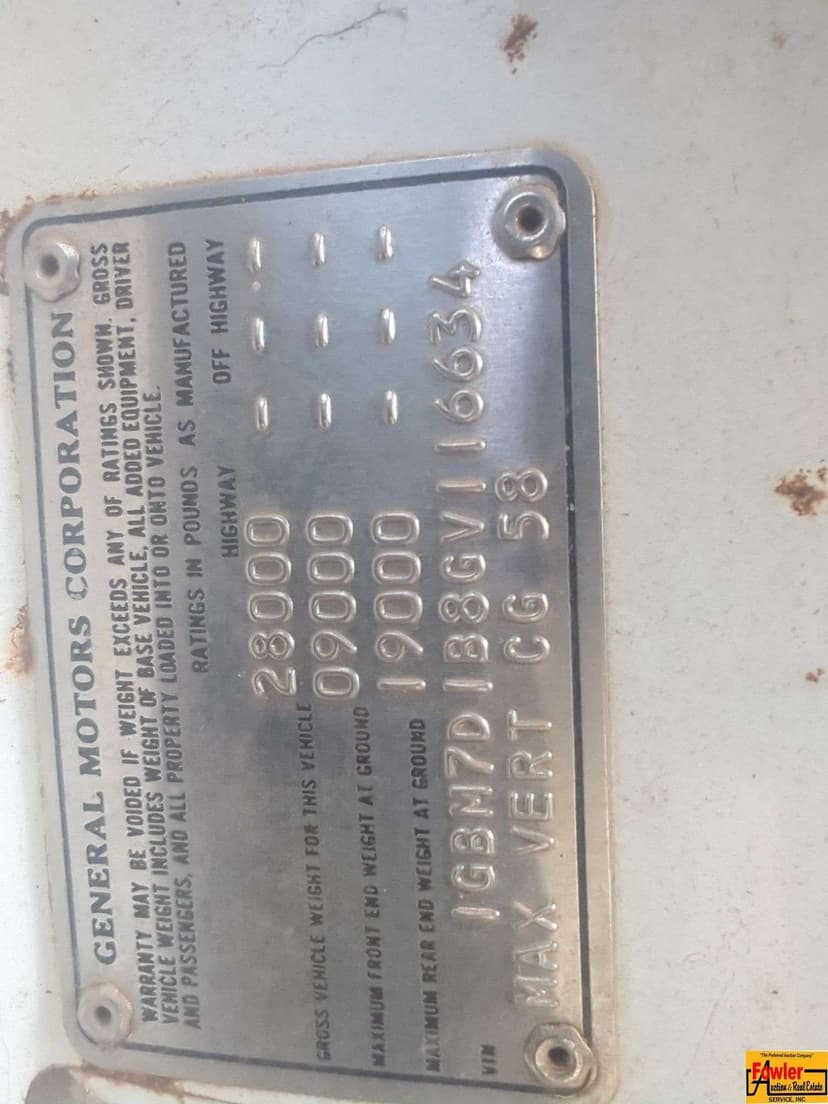 GENERAL MOTORS CORPORATION
WARRANTY MAY BE VOIDED IF WEIGHT EXCEEDS ANY OF RATINGS SHOWN. GROSS
VEHICLE WEIGHT INCLUDES WEIGHT OF BASE VEHICLE, ALL ADDED EQUIPMENT, DRIVER
AND PASSENGERS, AND ALL PROPERTY LOADED INTO OR ONTO VEHICLE.
RATINGS IN POUNDS AS MANUFACTURED
HIGHWAY OFF HIGHWAY
GROSS VEHICLE WEIGHT FOR THIS VEHICLE 28000 - - -
MAXIMUM FRONT END WEIGHT AT GROUND 09000 - - -
MAXIMUM REAR END WEIGHT AT GROUND 19000 - - -
VIN 1GBM7D1B8GV116634
MAX VERT CG 58
"The Preferred Auction Company"
Fowler
Auction & Real Estate
SERVICE, INC.